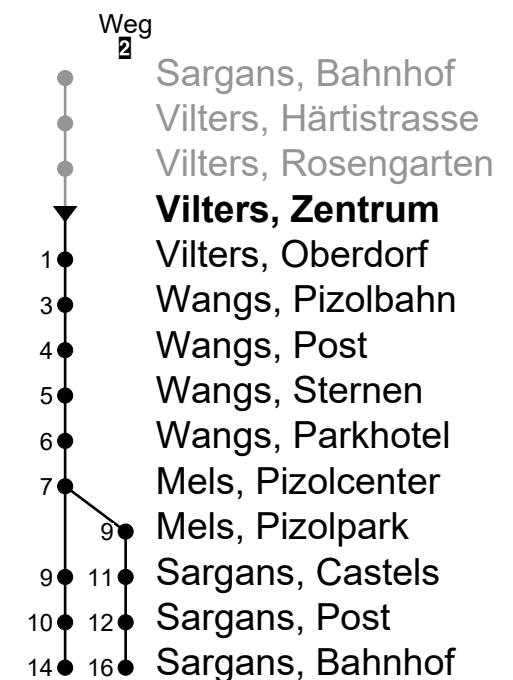 Weg
2
Sargans, Bahnhof
Vilters, Härtistrasse
Vilters, Rosengarten
Vilters, Zentrum
1 Vilters, Oberdorf
3 Wangs, Pizolbahn
4 Wangs, Post
5 Wangs, Sternen
6 Wangs, Parkhotel
7 Mels, Pizolcenter
9 Mels, Pizolpark
9 11 Sargans, Castels
10 12 Sargans, Post
14 16 Sargans, Bahnhof